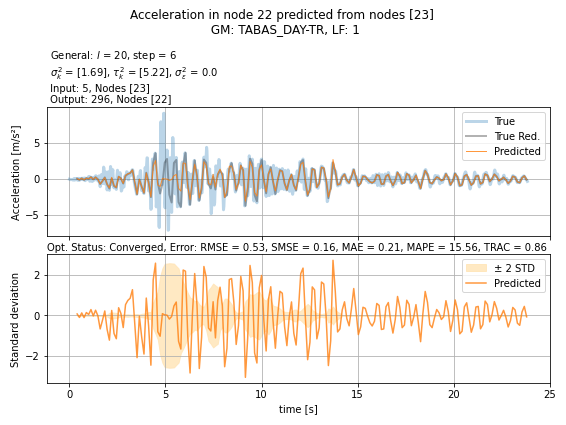 Acceleration in node 22 predicted from nodes [23]
GM: TABAS_DAY-TR, LF: 1
General: l = 20, step = 6
σ²ₖ = [1.69], τ²ₖ = [5.22], σ²ε = 0.0
Input: 5, Nodes [23]
Output: 296, Nodes [22]
Acceleration [m/s²]
5
0
−5
True
True Red.
Predicted
Opt. Status: Converged, Error: RMSE = 0.53, SMSE = 0.16, MAE = 0.21, MAPE = 15.56, TRAC = 0.86
Standard deviation
2
0
−2
± 2 STD
Predicted
0 5 10 15 20 25
time [s]